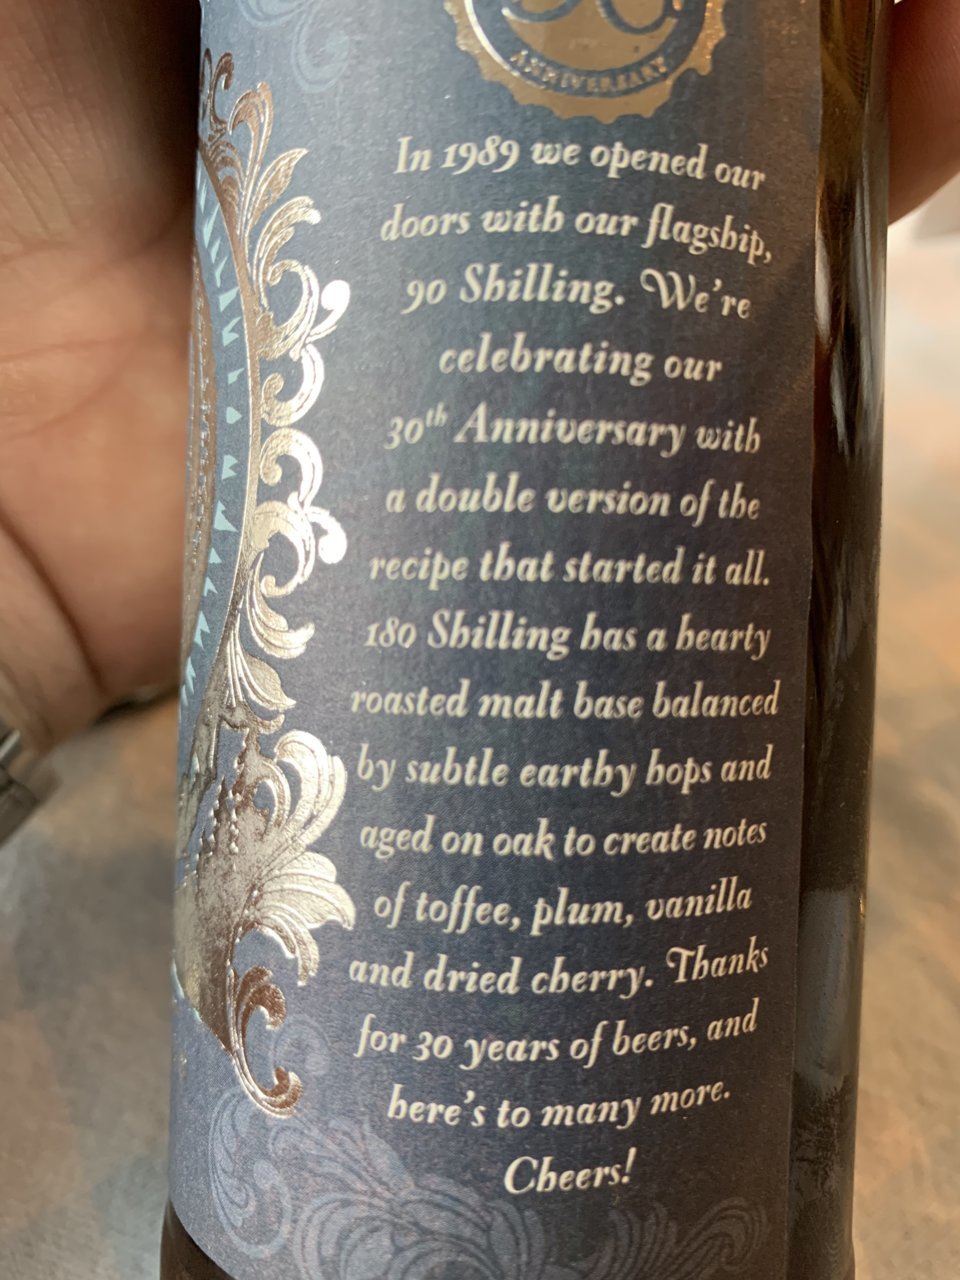 ANNIVERSARY
In 1989 we opened our
doors with our flagship,
90 Shilling. We're
celebrating our
30th Anniversary with
a double version of the
recipe that started it all.
180 Shilling has a hearty
roasted malt base balanced
by subtle earthy hops and
aged on oak to create notes
of toffee, plum, vanilla
and dried cherry. Thanks
for 30 years of beers, and
here's to many more.
Cheers!